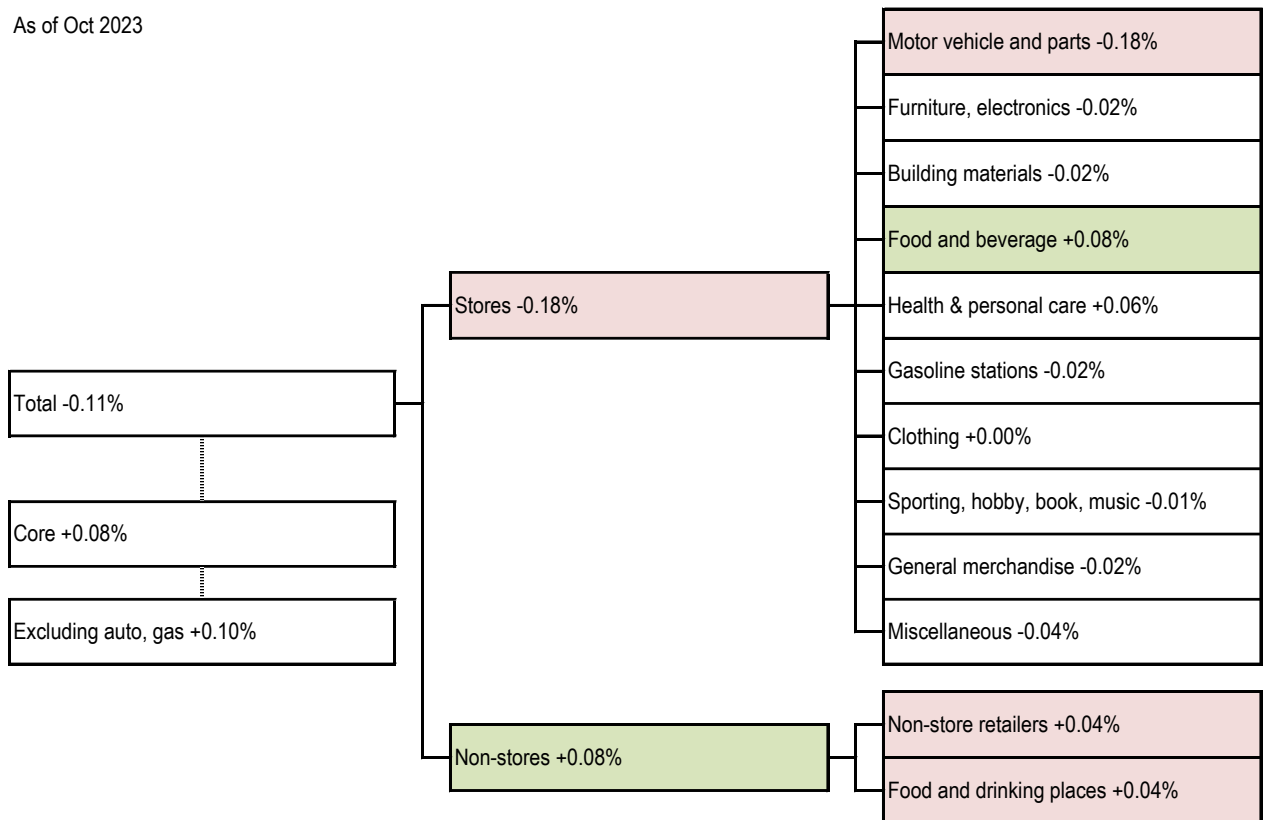 As of Oct 2023
Total -0.11%
Core +0.08%
Excluding auto, gas +0.10%
Stores -0.18%
Non-stores +0.08%
Motor vehicle and parts -0.18%
Furniture, electronics -0.02%
Building materials -0.02%
Food and beverage +0.08%
Health & personal care +0.06%
Gasoline stations -0.02%
Clothing +0.00%
Sporting, hobby, book, music -0.01%
General merchandise -0.02%
Miscellaneous -0.04%
Non-store retailers +0.04%
Food and drinking places +0.04%